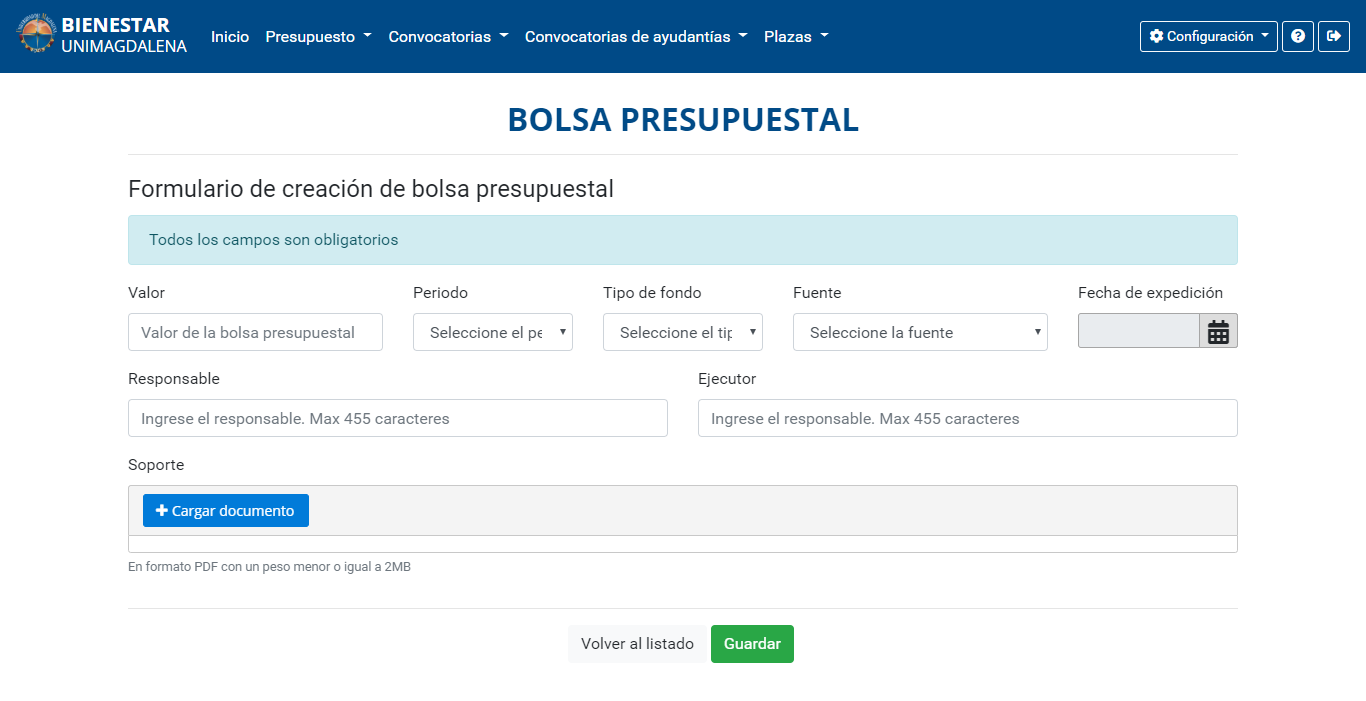 BIENESTAR
UNIMAGDALENA
Inicio Presupuesto Convocatorias Convocatorias de ayudantías Plazas Configuración
BOLSA PRESUPUESTAL
Formulario de creación de bolsa presupuestal
Todos los campos son obligatorios
Valor Periodo Tipo de fondo Fuente Fecha de expedición
Valor de la bolsa presupuestal Seleccione el pe Seleccione el tip Seleccione la fuente
Responsable Ejecutor
Ingrese el responsable. Max 455 caracteres Ingrese el responsable. Max 455 caracteres
Soporte
Cargar documento
En formato PDF con un peso menor o igual a 2MB
Volver al listado Guardar